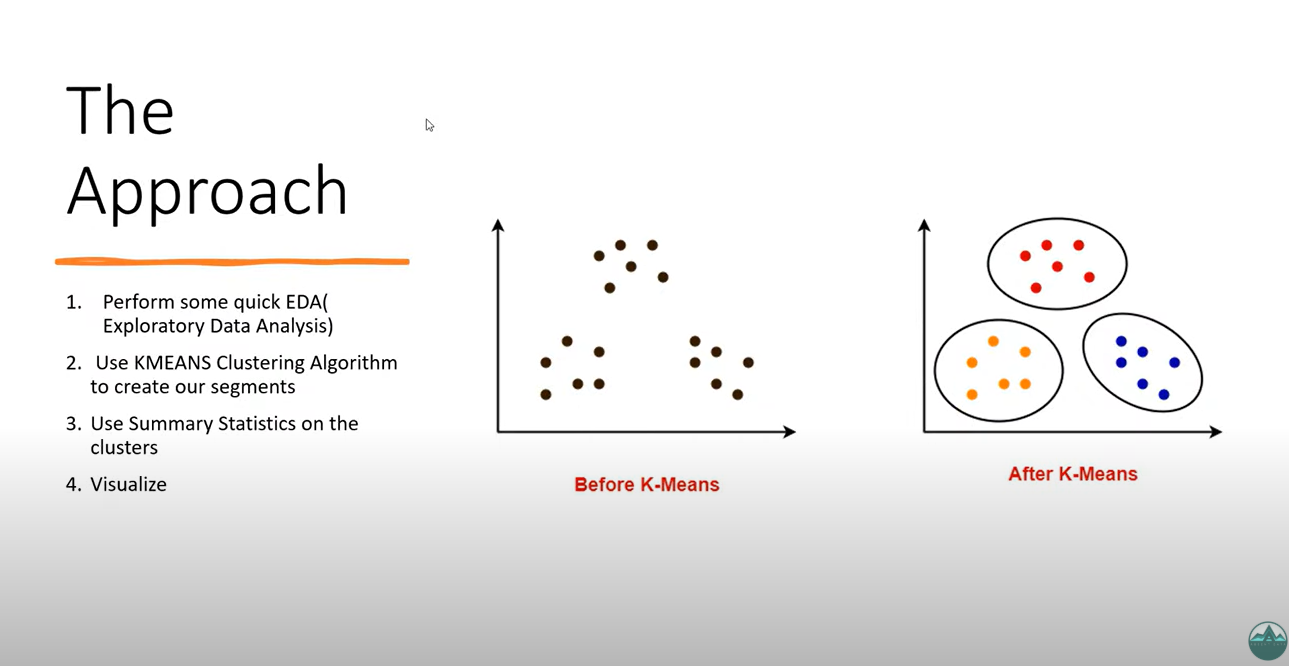 The
Approach
1. Perform some quick EDA(
Exploratory Data Analysis)
2. Use KMEANS Clustering Algorithm
to create our segments
3. Use Summary Statistics on the
clusters
4. Visualize
Before K-Means
After K-Means